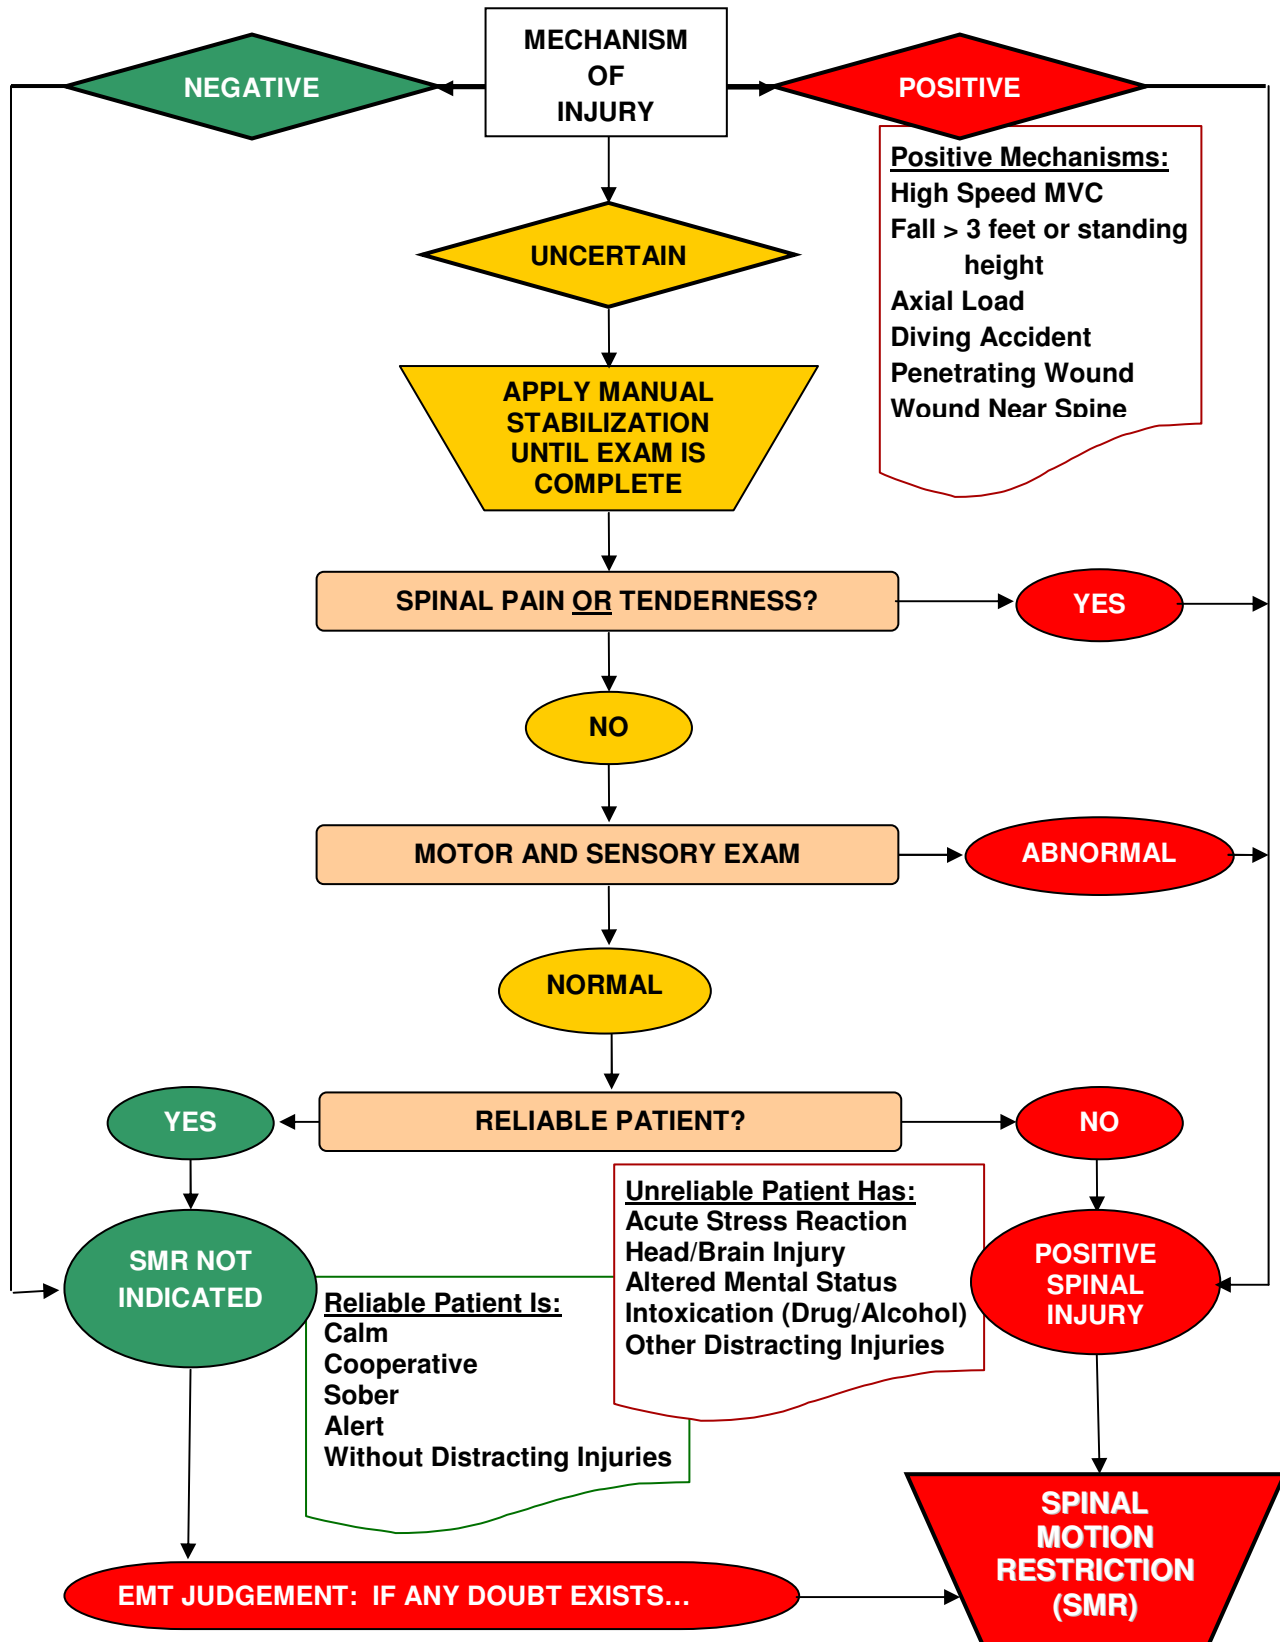 MECHANISM
OF
INJURY
NEGATIVE
POSITIVE
Positive Mechanisms:
High Speed MVC
Fall > 3 feet or standing
height
Axial Load
Diving Accident
Penetrating Wound
Wound Near Spine
UNCERTAIN
APPLY MANUAL
STABILIZATION
UNTIL EXAM IS
COMPLETE
SPINAL PAIN OR TENDERNESS?
YES
NO
MOTOR AND SENSORY EXAM
ABNORMAL
NORMAL
YES
RELIABLE PATIENT?
NO
Unreliable Patient Has:
Acute Stress Reaction
Head/Brain Injury
Altered Mental Status
Intoxication (Drug/Alcohol)
Other Distracting Injuries
SMR NOT
INDICATED
POSITIVE
SPINAL
INJURY
Reliable Patient Is:
Calm
Cooperative
Sober
Alert
Without Distracting Injuries
SPINAL
MOTION
RESTRICTION
(SMR)
EMT JUDGEMENT:  IF ANY DOUBT EXISTS…